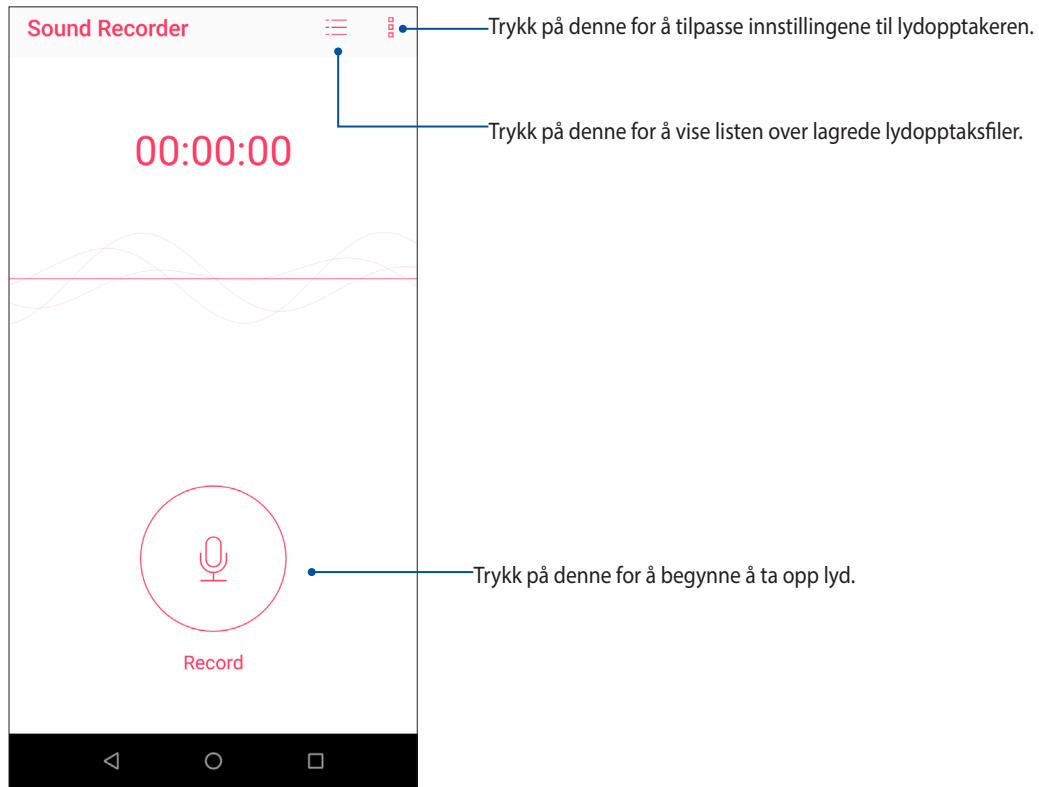 Sound Recorder
Trykk på denne for å tilpasse innstillingene til lydopptakeren.
Trykk på denne for å vise listen over lagrede lydopptaksfiler.
00:00:00
Trykk på denne for å begynne å ta opp lyd.
Record